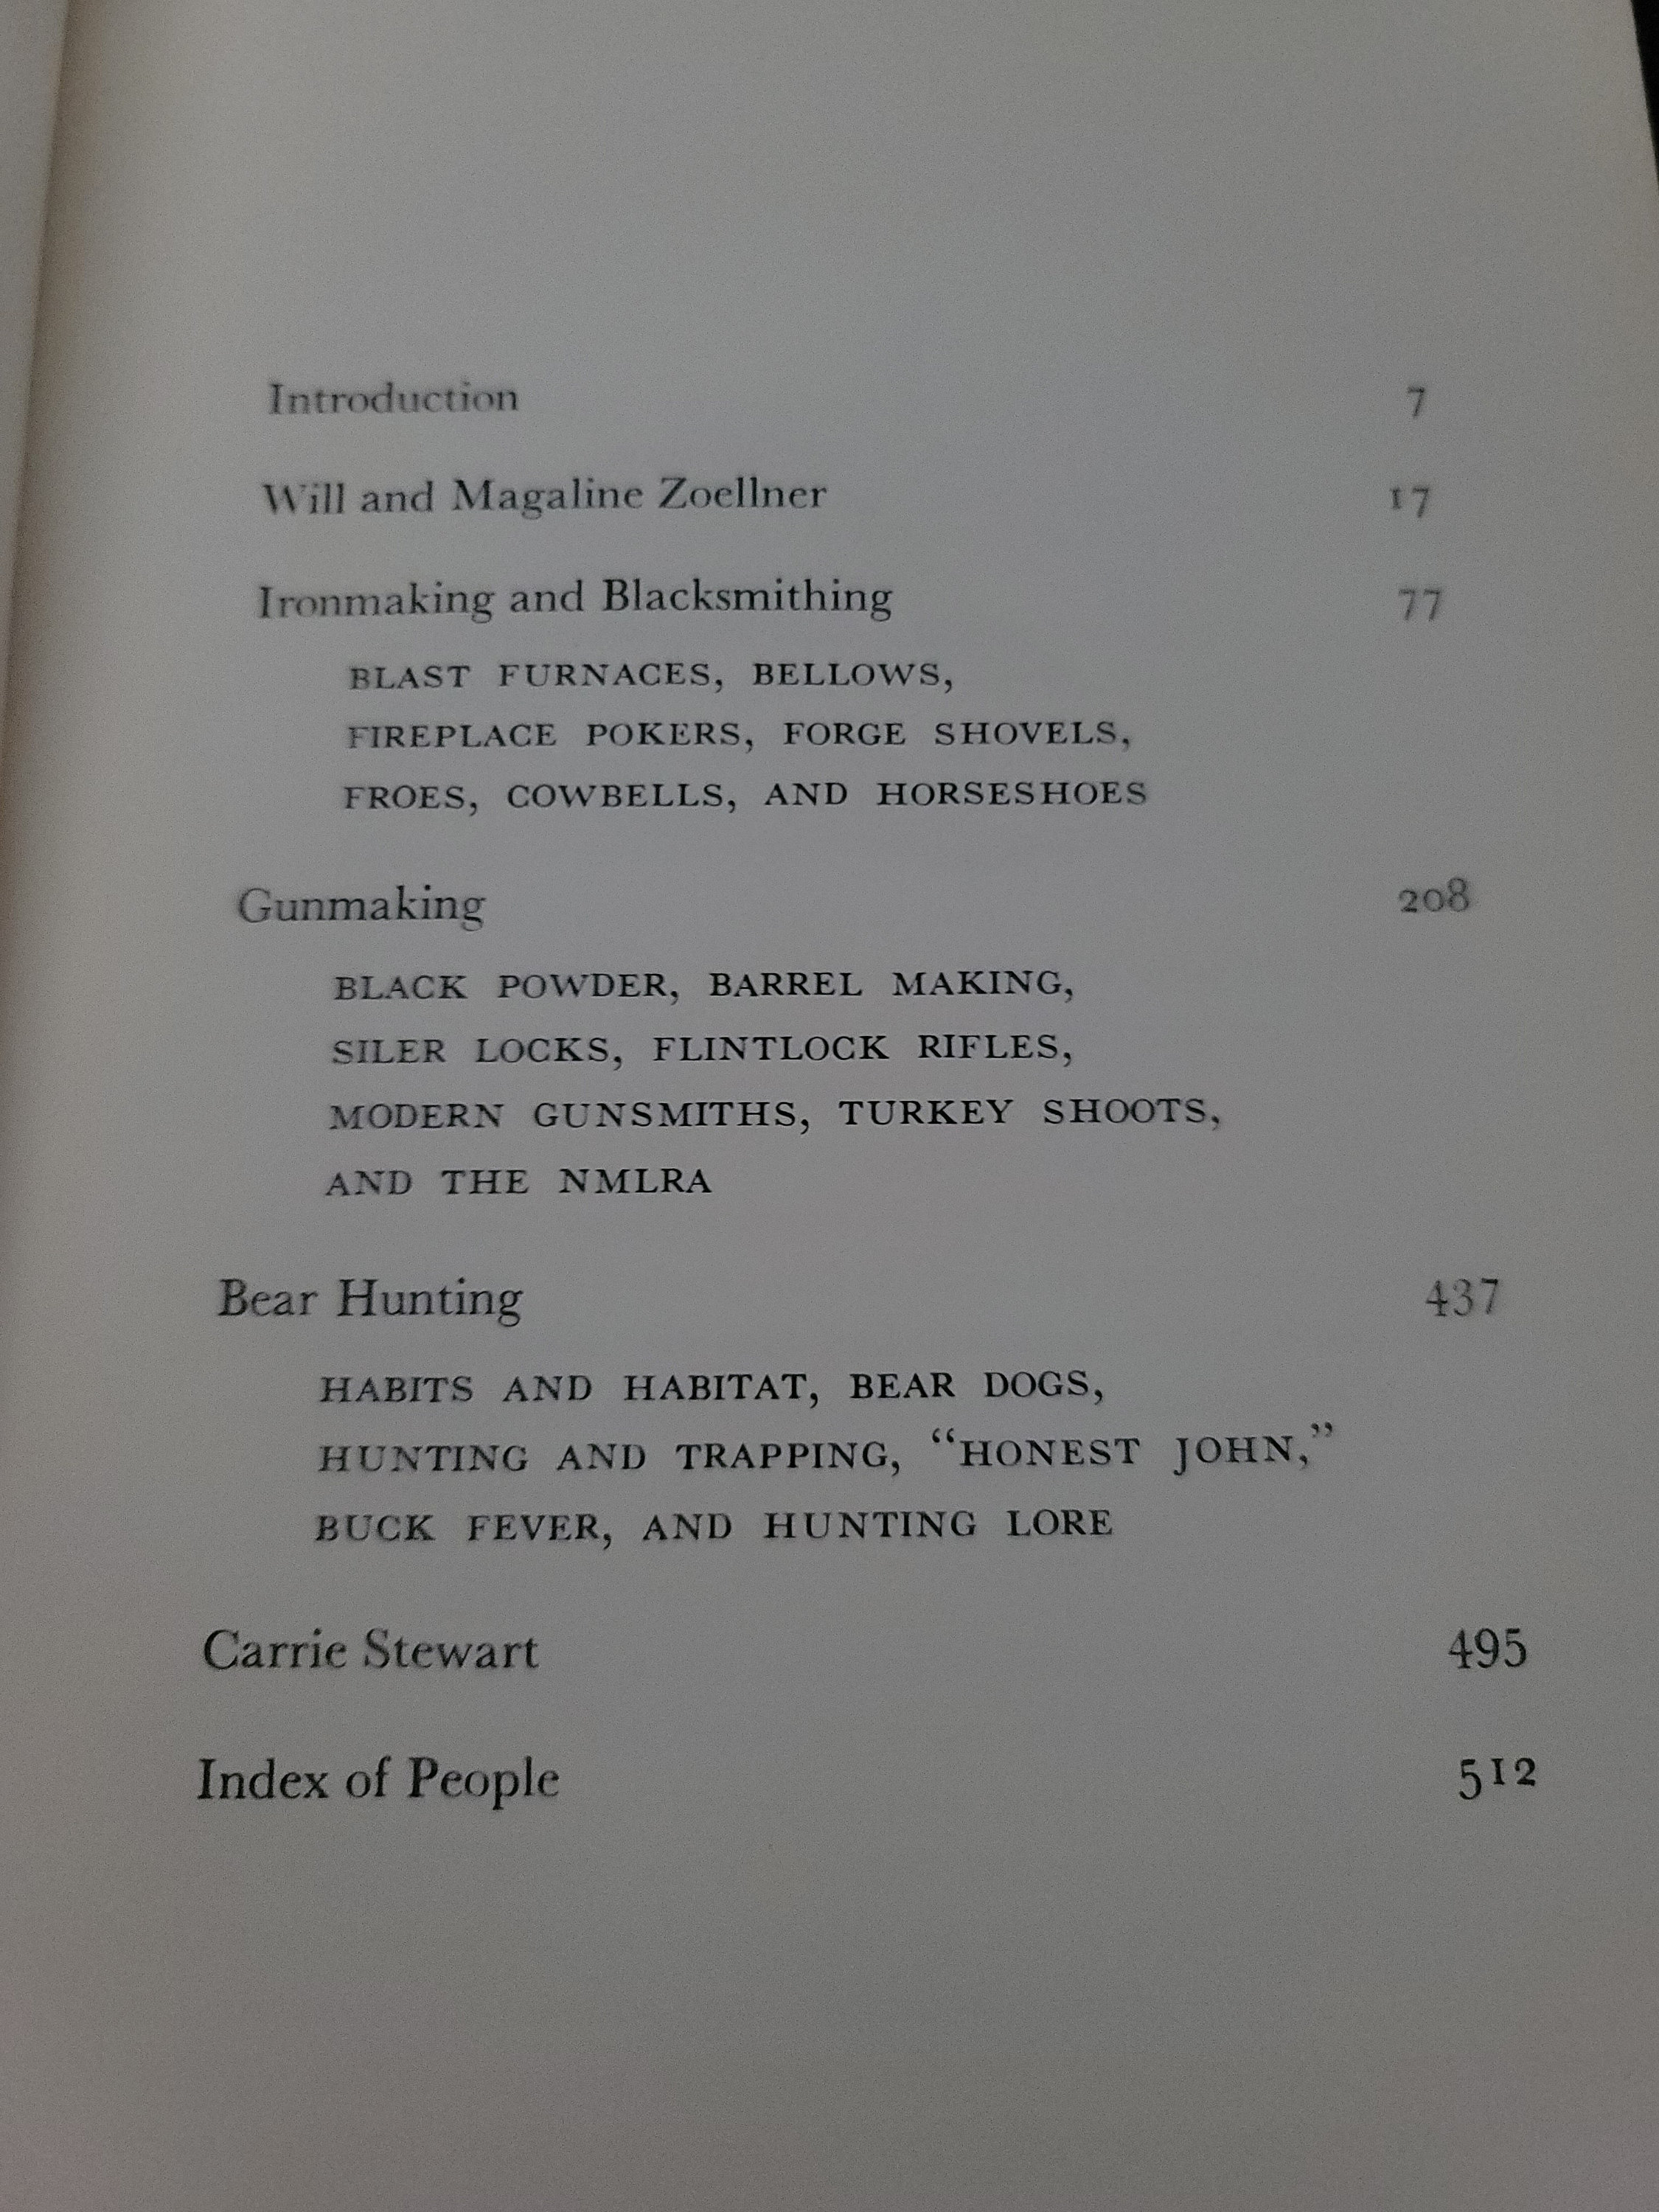 Introduction 7
Will and Magaline Zoellner 17
Ironmaking and Blacksmithing 77
BLAST FURNACES, BELLOWS,
FIREPLACE POKERS, FORGE SHOVELS,
FROES, COWBELLS, AND HORSESHOES
Gunmaking 208
BLACK POWDER, BARREL MAKING,
SILER LOCKS, FLINTLOCK RIFLES,
MODERN GUNSMITHS, TURKEY SHOOTS,
AND THE NMLRA
Bear Hunting 437
HABITS AND HABITAT, BEAR DOGS,
HUNTING AND TRAPPING, “HONEST JOHN,”
BUCK FEVER, AND HUNTING LORE
Carrie Stewart 495
Index of People 512